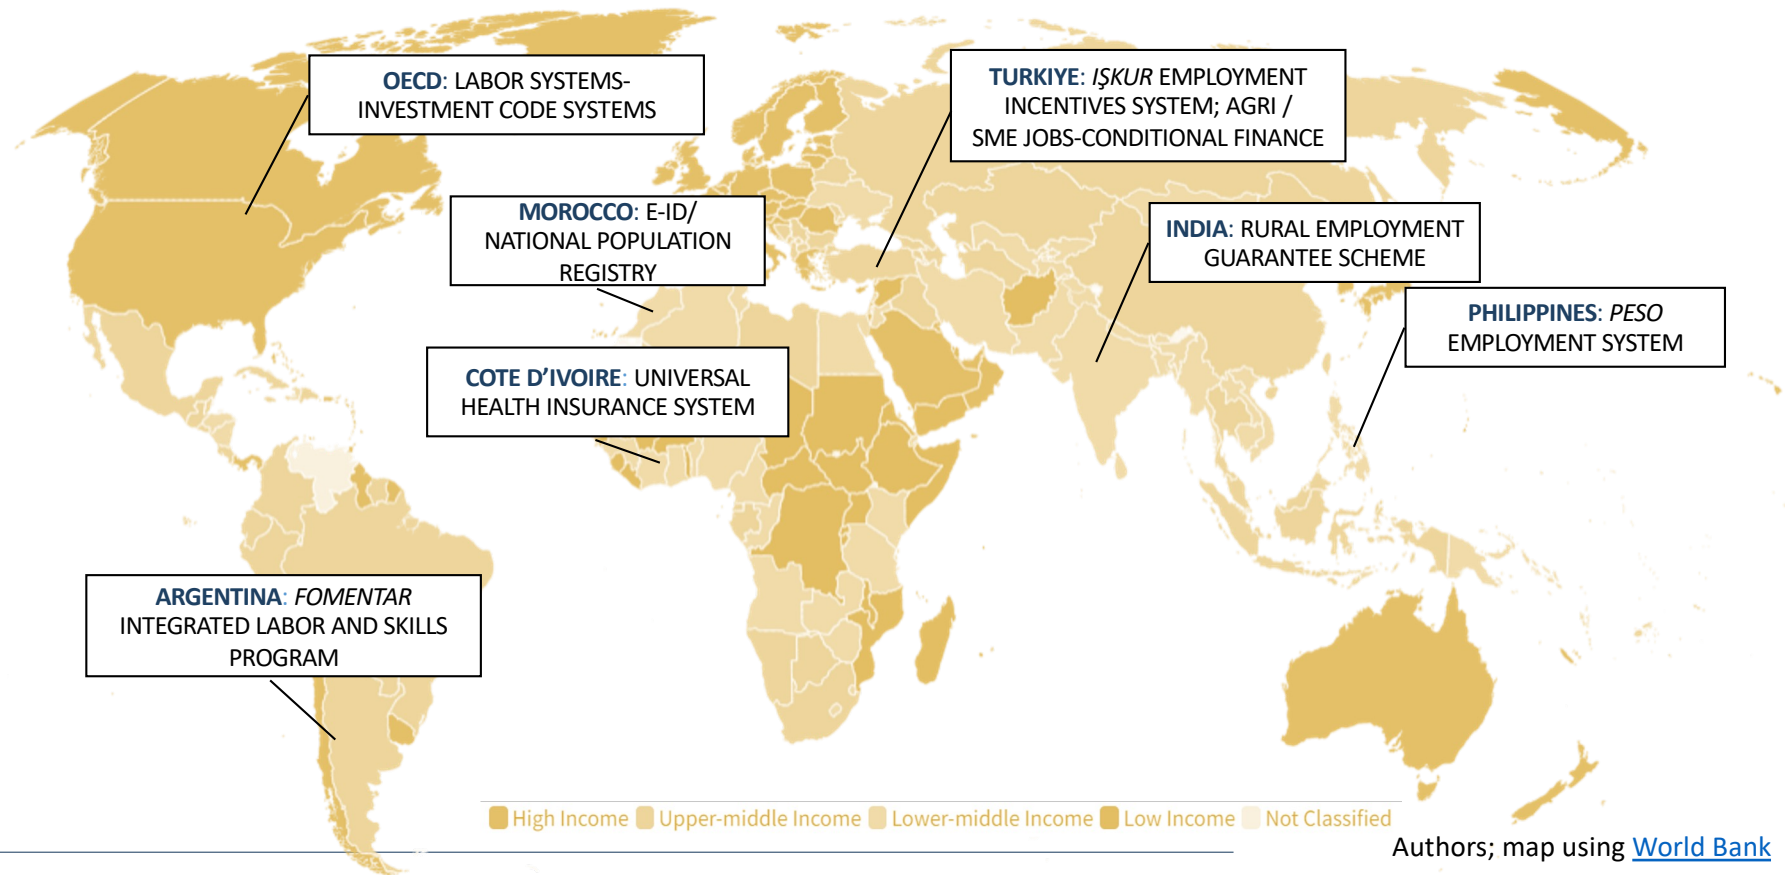 OECD: LABOR SYSTEMS-
INVESTMENT CODE SYSTEMS
TURKIYE: IŞKUR EMPLOYMENT
INCENTIVES SYSTEM; AGRI /
SME JOBS-CONDITIONAL FINANCE
MOROCCO: E-ID/
NATIONAL POPULATION
REGISTRY
INDIA: RURAL EMPLOYMENT
GUARANTEE SCHEME
PHILIPPINES: PESO
EMPLOYMENT SYSTEM
COTE D’IVOIRE: UNIVERSAL
HEALTH INSURANCE SYSTEM
ARGENTINA: FOMENTAR
INTEGRATED LABOR AND SKILLS
PROGRAM
High Income Upper-middle Income Lower-middle Income Low Income Not Classified
Authors; map using World Bank